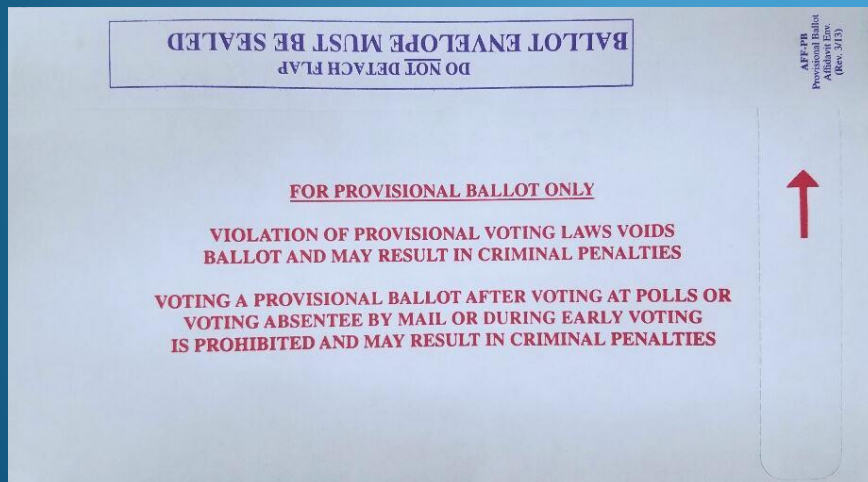 BALLOT ENVELOPE MUST BE SEALED
DO NOT DETACH FLAP
AFF-PB
Provisional Ballot
Affidavit Env.
(Rev. 3/13)
FOR PROVISIONAL BALLOT ONLY
VIOLATION OF PROVISIONAL VOTING LAWS VOIDS
BALLOT AND MAY RESULT IN CRIMINAL PENALTIES
VOTING A PROVISIONAL BALLOT AFTER VOTING AT POLLS OR
VOTING ABSENTEE BY MAIL OR DURING EARLY VOTING
IS PROHIBITED AND MAY RESULT IN CRIMINAL PENALTIES